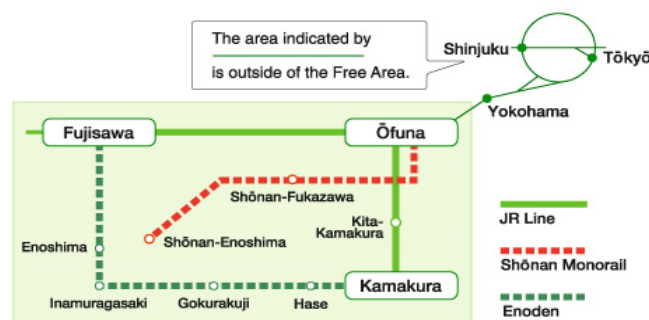 The area indicated by
is outside of the Free Area.
Shinjuku
Tōkyō
Yokohama
Fujisawa
Ōfuna
Shōnan-Fukazawa
Kita-
Kamakura
Enoshima
Shōnan-Enoshima
Kamakura
Inamuragasaki
Gokurakuji
Hase
JR Line
Shōnan Monorail
Enoden